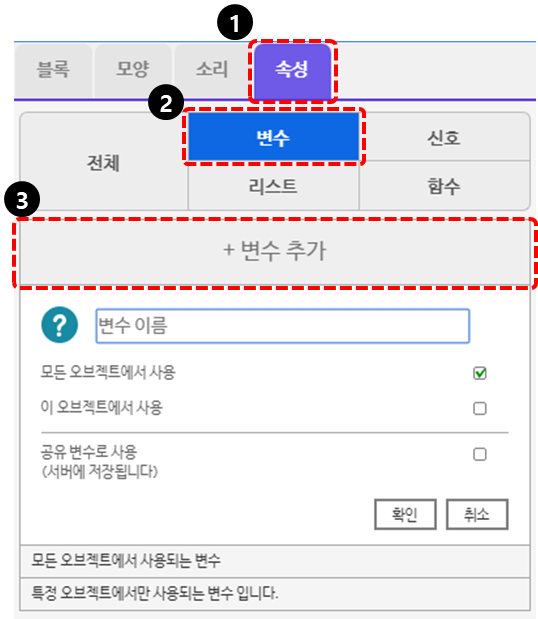 1
블록 모양 소리 속성
2
전체 변수 신호
리스트 함수
3
+ 변수 추가
? 변수 이름
모든 오브젝트에서 사용
이 오브젝트에서 사용
공유 변수로 사용
(서버에 저장됩니다)
확인 취소
모든 오브젝트에서 사용되는 변수
특정 오브젝트에서만 사용되는 변수 입니다.